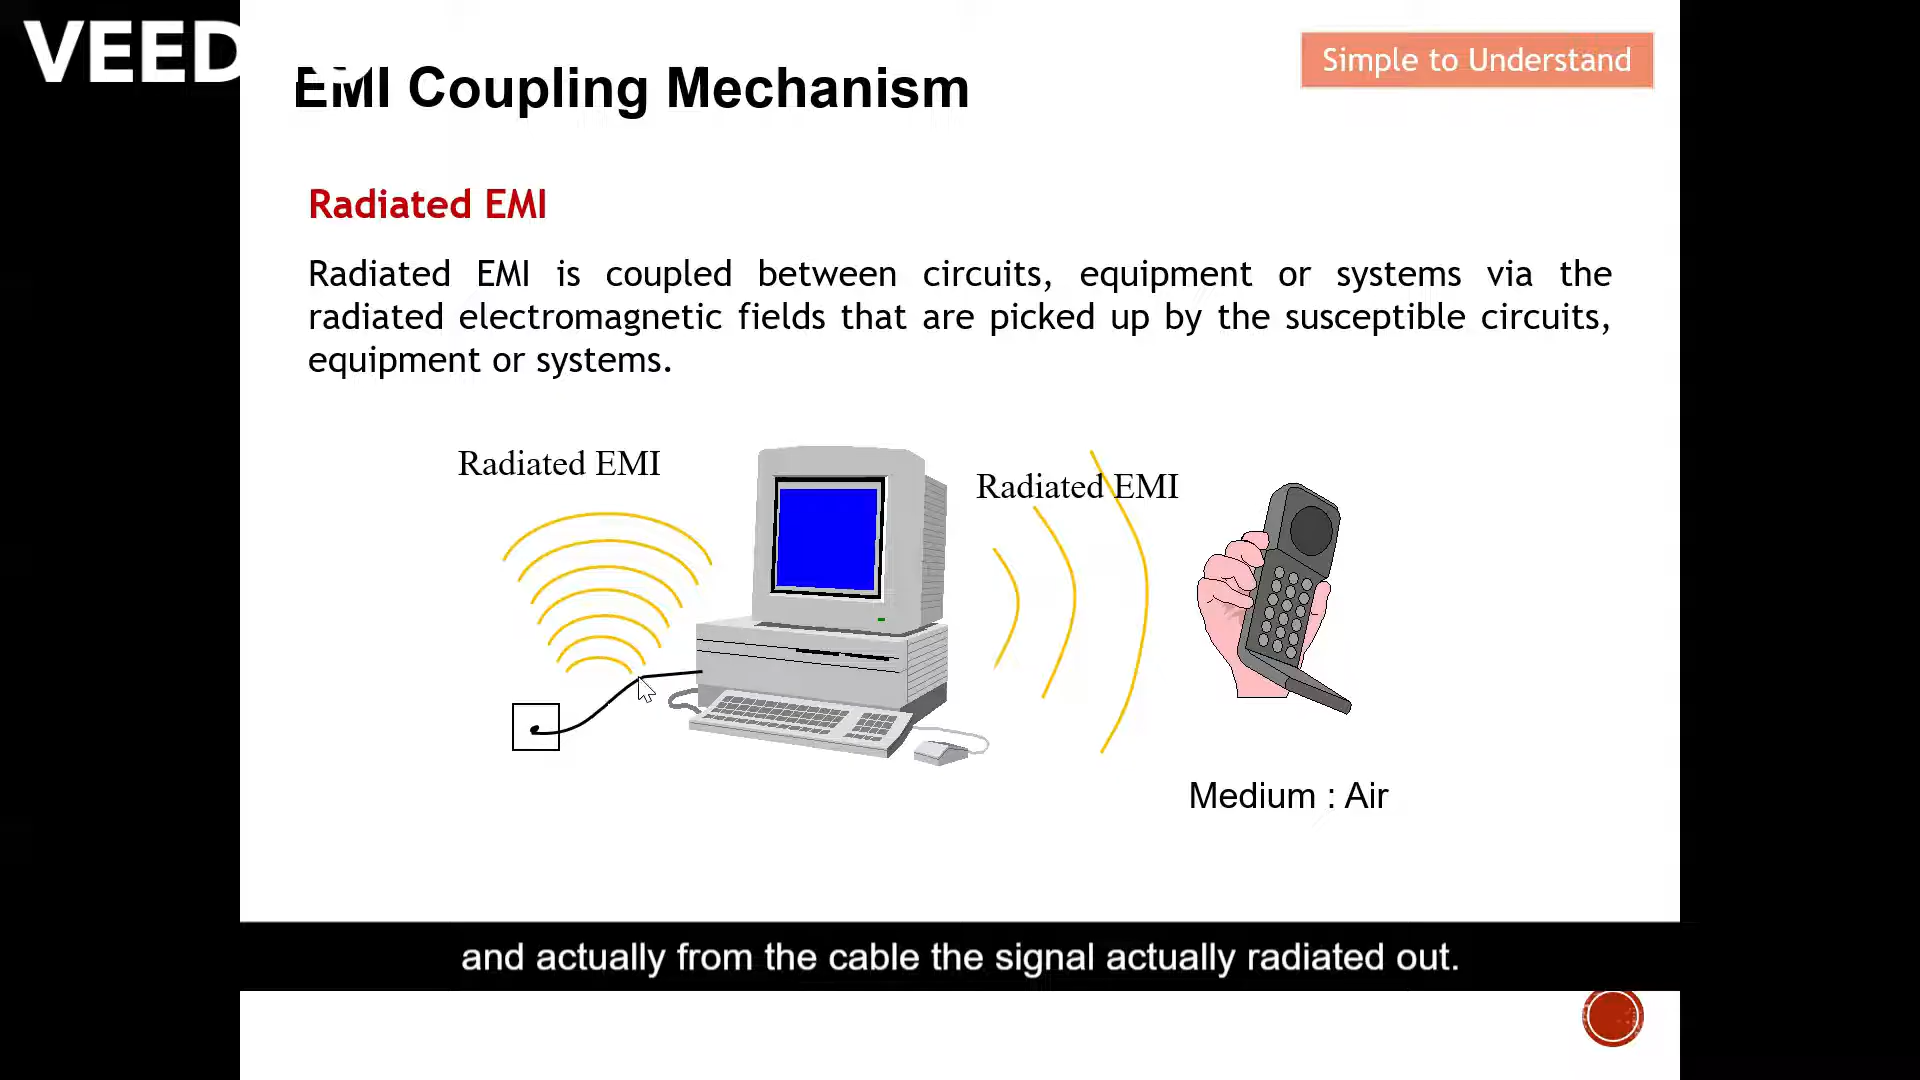 VEED
Simple to Understand
EMI Coupling Mechanism
Radiated EMI
Radiated EMI is coupled between circuits, equipment or systems via the
radiated electromagnetic fields that are picked up by the susceptible circuits,
equipment or systems.
Radiated EMI
Radiated EMI
Medium : Air
and actually from the cable the signal actually radiated out.